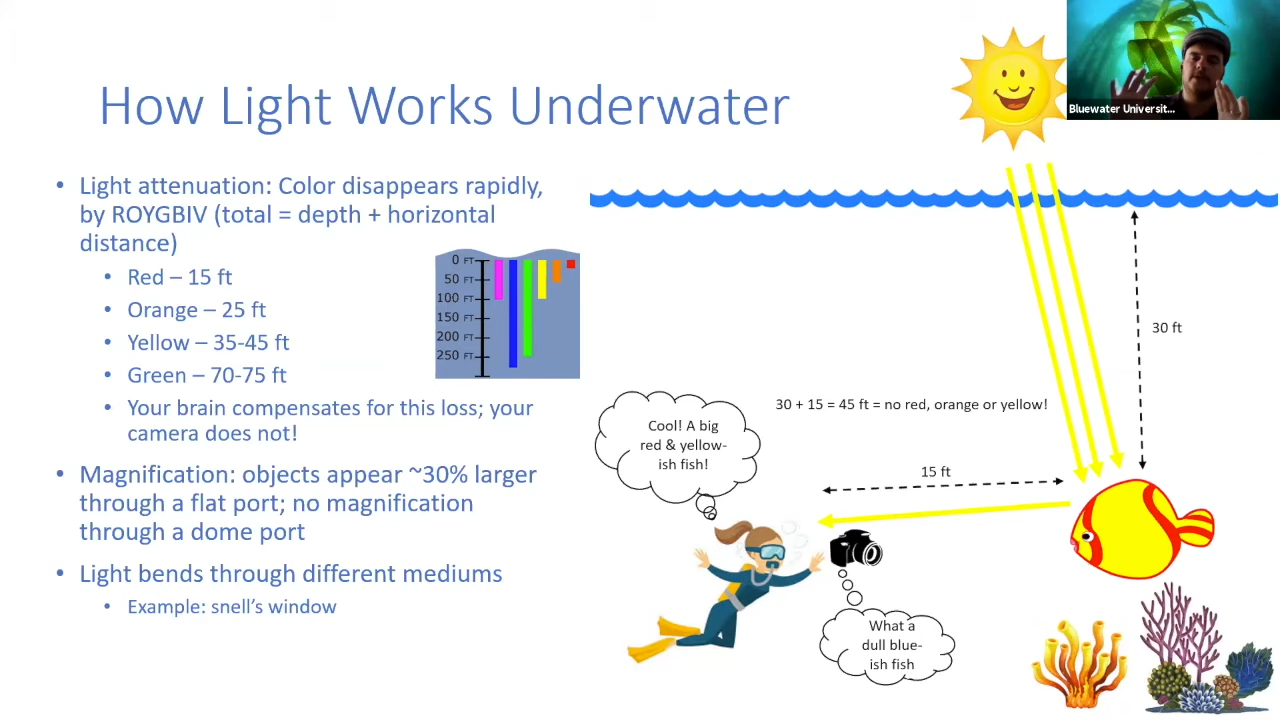 How Light Works Underwater
Bluewater Universit...
• Light attenuation: Color disappears rapidly,
by ROYGBIV (total = depth + horizontal
distance)
• Red – 15 ft
• Orange – 25 ft
• Yellow – 35-45 ft
• Green – 70-75 ft
• Your brain compensates for this loss; your
camera does not!
• Magnification: objects appear ~30% larger
through a flat port; no magnification
through a dome port
• Light bends through different mediums
• Example: snell's window
0 FT
50 FT
100 FT
150 FT
200 FT
250 FT
30 ft
30 + 15 = 45 ft = no red, orange or yellow!
Cool! A big
red & yellow-
ish fish!
15 ft
What a
dull blue-
ish fish